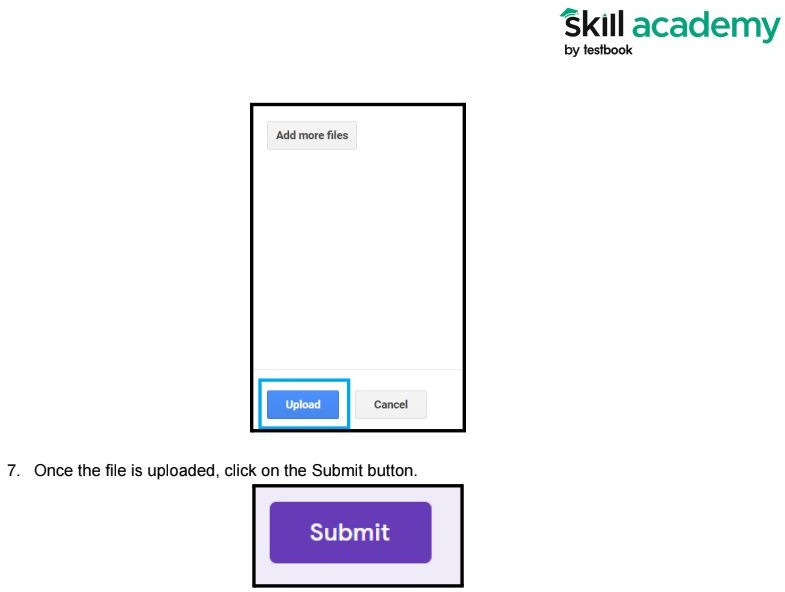 skill academy
by testbook
Add more files
Upload Cancel
7. Once the file is uploaded, click on the Submit button.
Submit